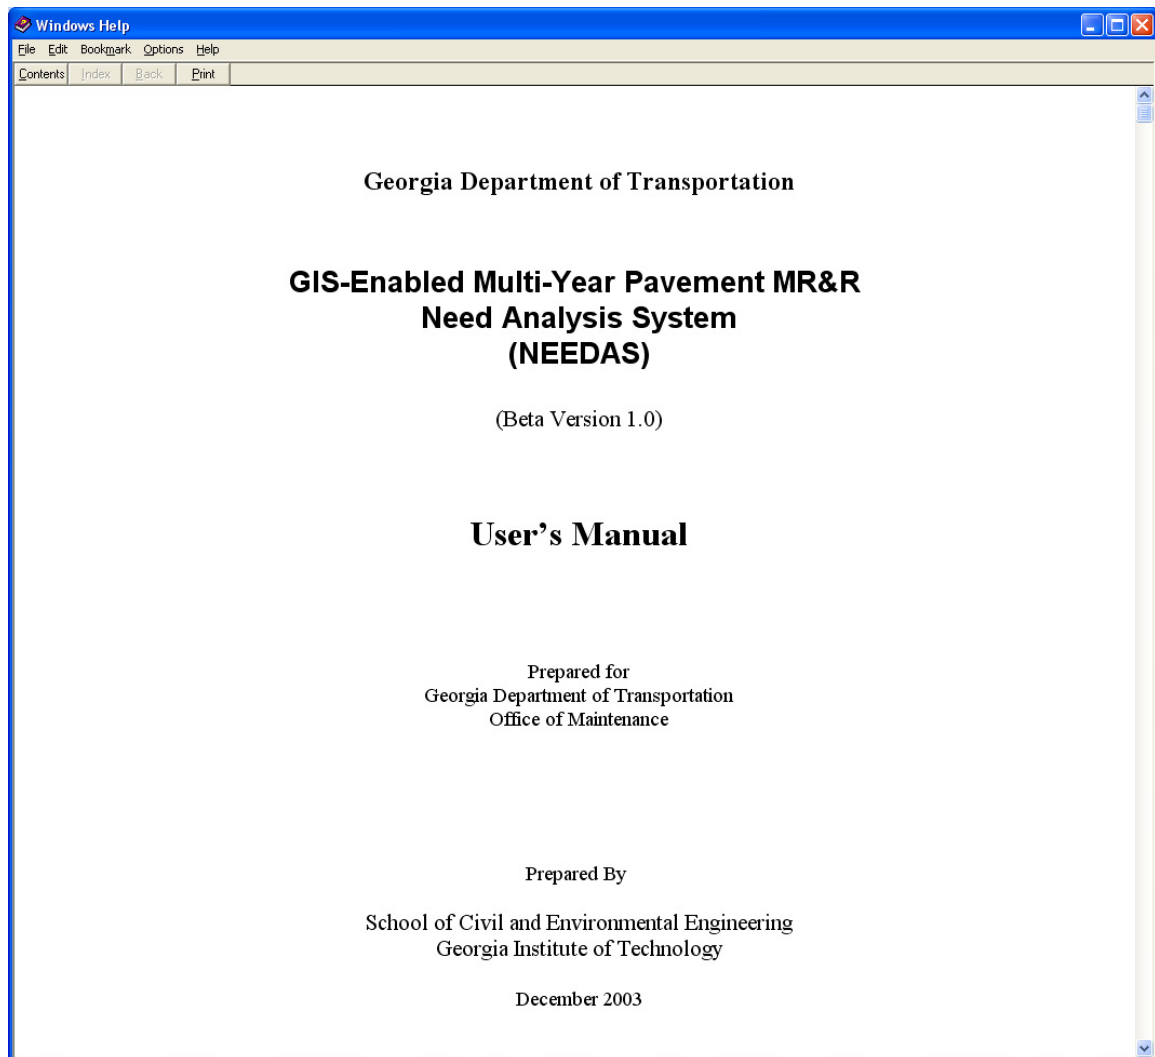 Windows Help
File Edit Bookmark Options Help
Contents Index Back Print
Georgia Department of Transportation
GIS-Enabled Multi-Year Pavement MR&R
Need Analysis System
(NEEDAS)
(Beta Version 1.0)
User's Manual
Prepared for
Georgia Department of Transportation
Office of Maintenance
Prepared By
School of Civil and Environmental Engineering
Georgia Institute of Technology
December 2003